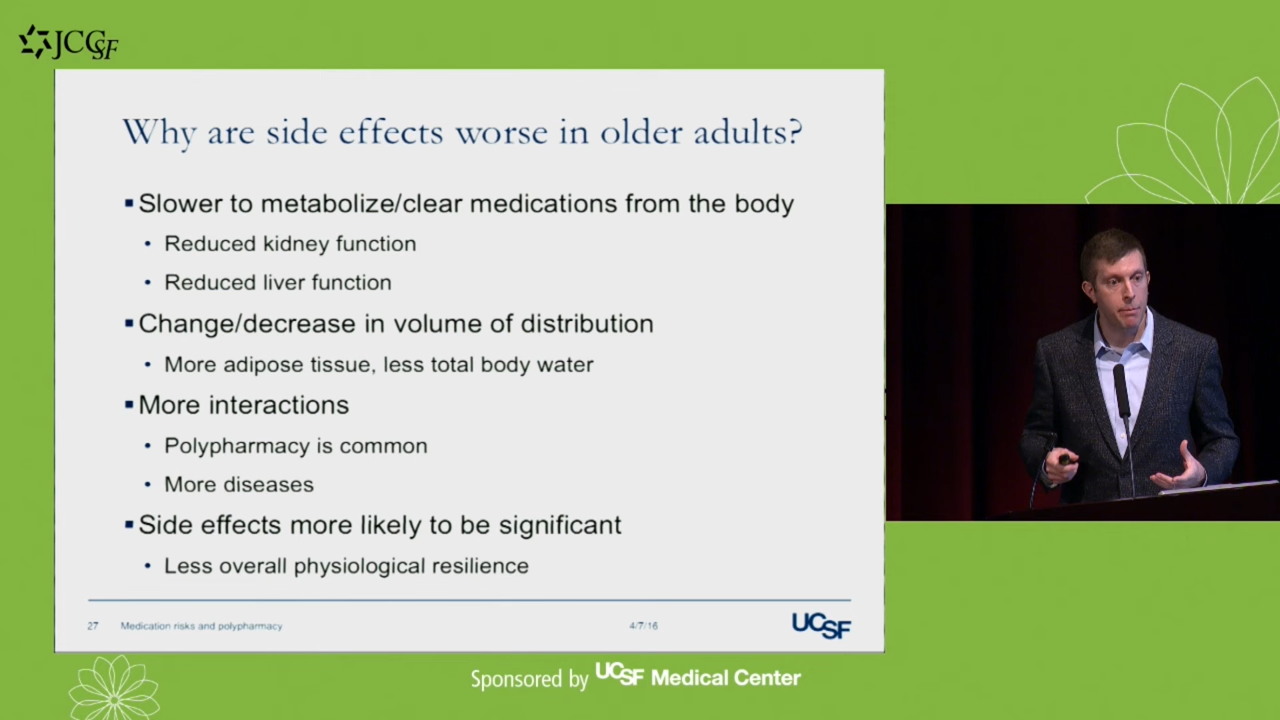 JCCSF
Why are side effects worse in older adults?
▪ Slower to metabolize/clear medications from the body
• Reduced kidney function
• Reduced liver function
▪ Change/decrease in volume of distribution
• More adipose tissue, less total body water
▪ More interactions
• Polypharmacy is common
• More diseases
▪ Side effects more likely to be significant
• Less overall physiological resilience
27 Medication risks and polypharmacy 4/7/16 UCSF
Sponsored by UCSF Medical Center